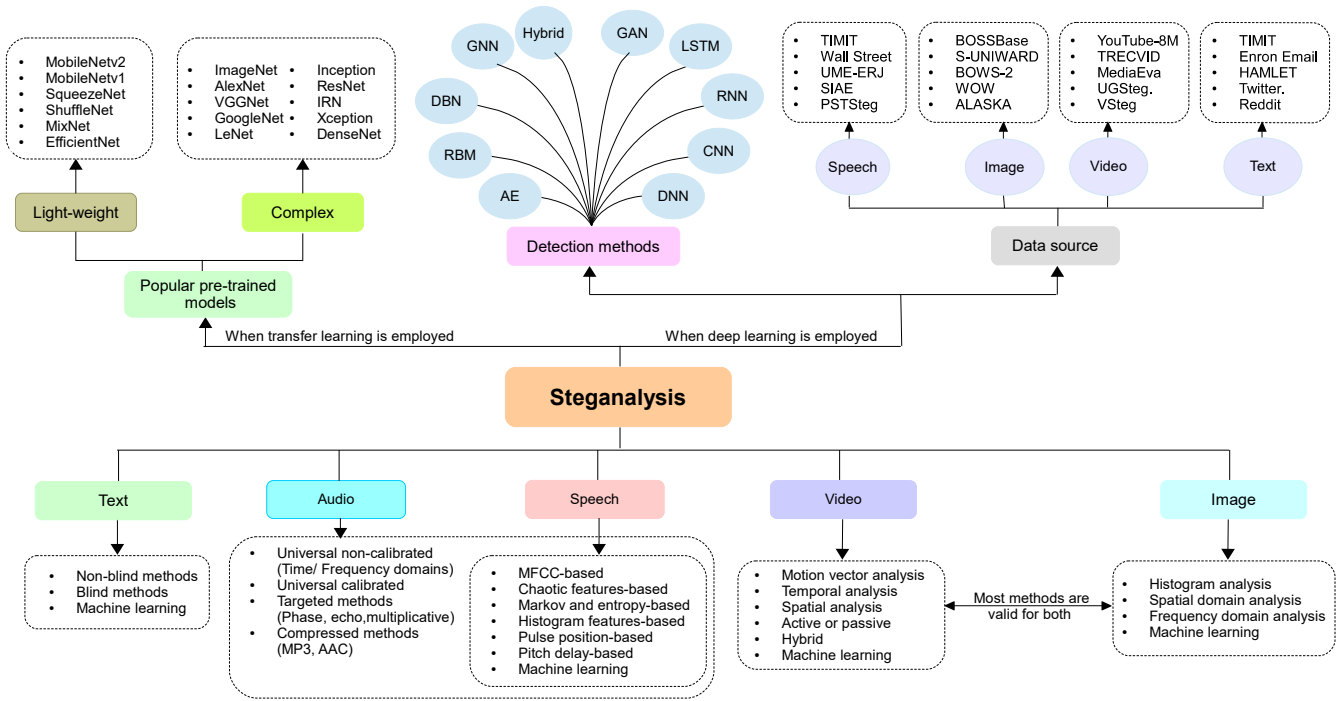 MobileNetv2
MobileNetv1
SqueezeNet
ShuffleNet
MixNet
EfficientNet
ImageNet
AlexNet
VGGNet
GoogleNet
LeNet
Inception
ResNet
IRN
Xception
DenseNet
Light-weight
Complex
Popular pre-trained
models
GNN
Hybrid
GAN
LSTM
DBN
RNN
RBM
CNN
AE
DNN
Detection methods
TIMIT
Wall Street
UME-ERJ
SIAE
PSTSteg
BOSSBase
S-UNIWARD
BOWS-2
WOW
ALASKA
YouTube-8M
TRECVID
MediaEva
UGSteg.
VSteg
TIMIT
Enron Email
HAMLET
Twitter.
Reddit
Speech
Image
Video
Text
Data source
When transfer learning is employed
When deep learning is employed
Steganalysis
Text
Audio
Speech
Video
Image
Non-blind methods
Blind methods
Machine learning
Universal non-calibrated
(Time/ Frequency domains)
Universal calibrated
Targeted methods
(Phase, echo,multiplicative)
Compressed methods
(MP3, AAC)
MFCC-based
Chaotic features-based
Markov and entropy-based
Histogram features-based
Pulse position-based
Pitch delay-based
Machine learning
Motion vector analysis
Temporal analysis
Spatial analysis
Active or passive
Hybrid
Machine learning
Most methods are
valid for both
Histogram analysis
Spatial domain analysis
Frequency domain analysis
Machine learning